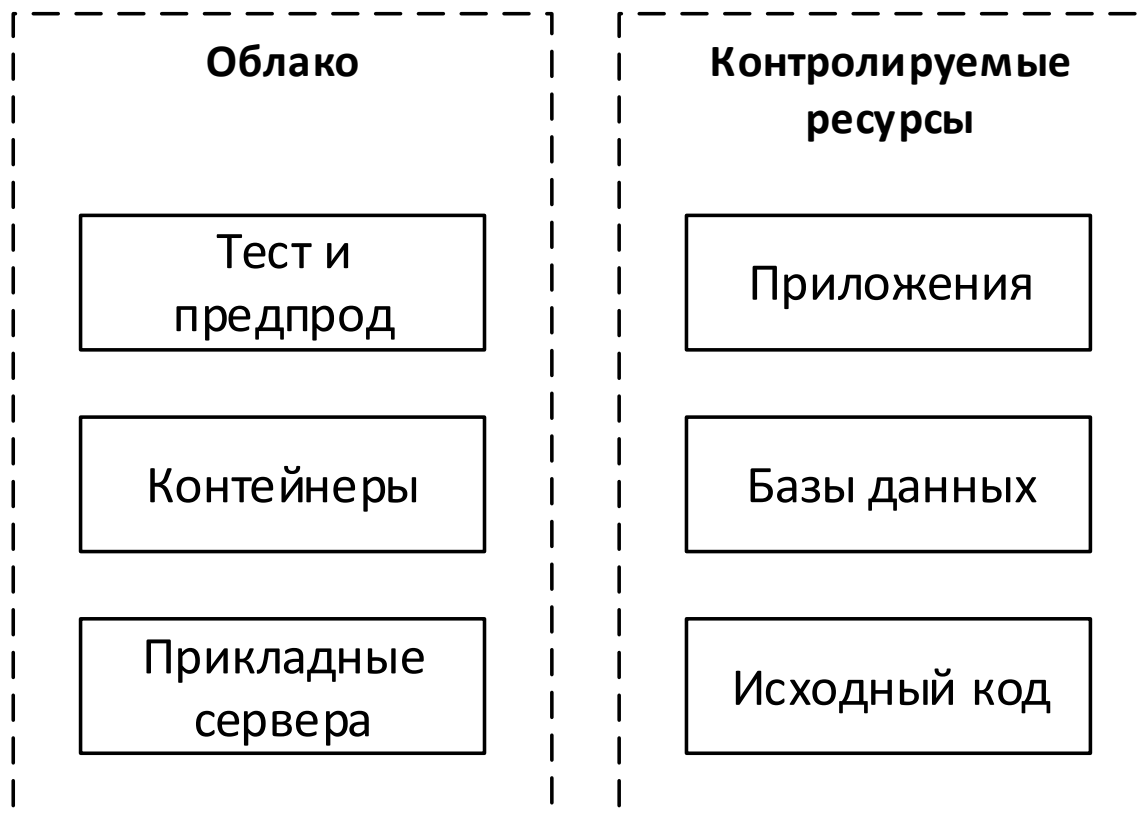 Облако
Тест и
предпрод
Контейнеры
Прикладные
сервера
Контролируемые
ресурсы
Приложения
Базы данных
Исходный код